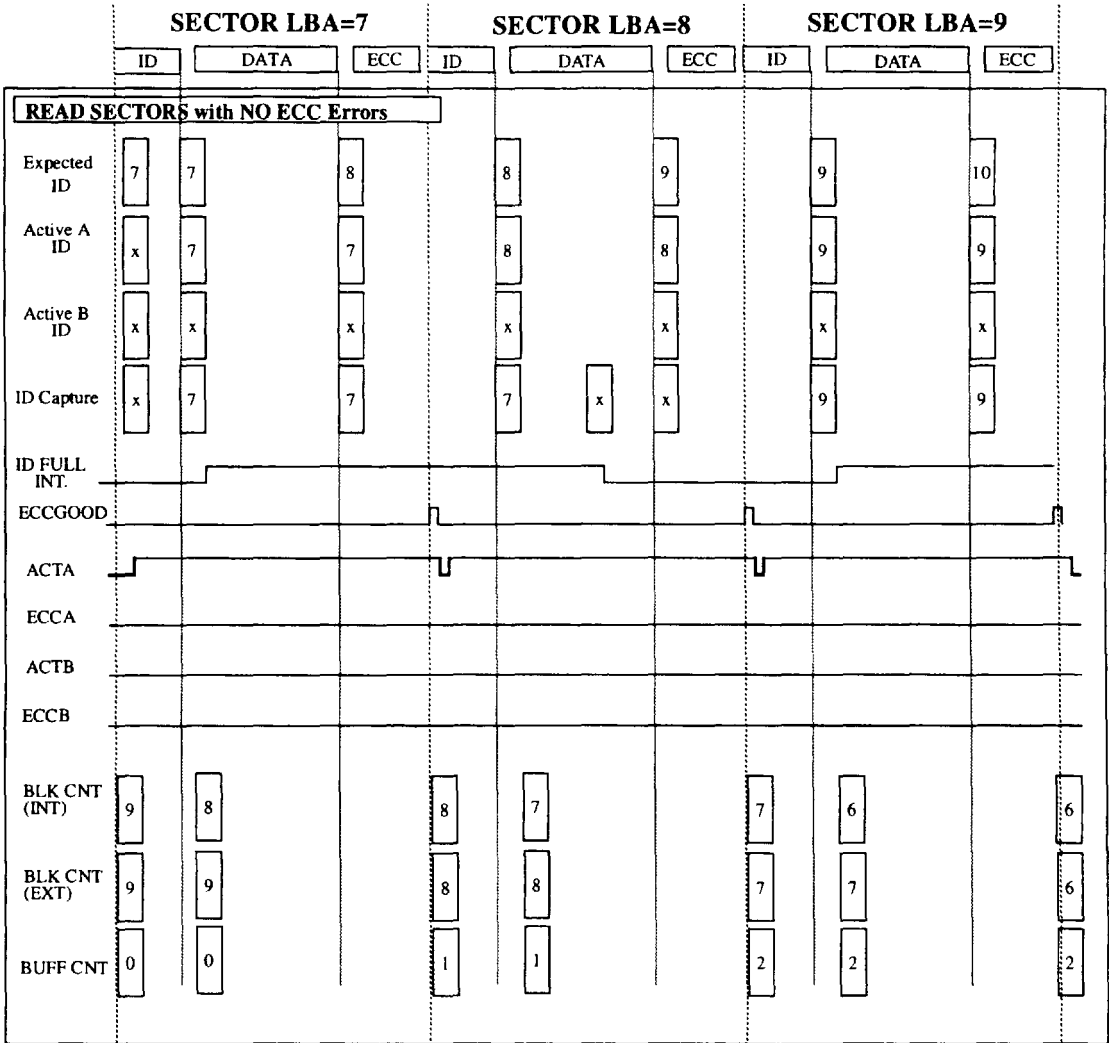 SECTOR LBA=7 SECTOR LBA=8 SECTOR LBA=9
ID DATA ECC ID DATA ECC ID DATA ECC
READ SECTORS with NO ECC Errors
Expected
ID
7 7 8 8 9 9 10
Active A
ID
x 7 7 8 8 9 9
Active B
ID
x x x x x x x
ID Capture x 7 7 7 x x 9 9
ID FULL
INT.
ECCGOOD
ACTA
ECCA
ACTB
ECCB
BLK CNT
(INT)
9 8 8 7 7 6 6
BLK CNT
(EXT)
9 9 8 8 7 7 6
BUFF CNT 0 0 1 1 2 2 2